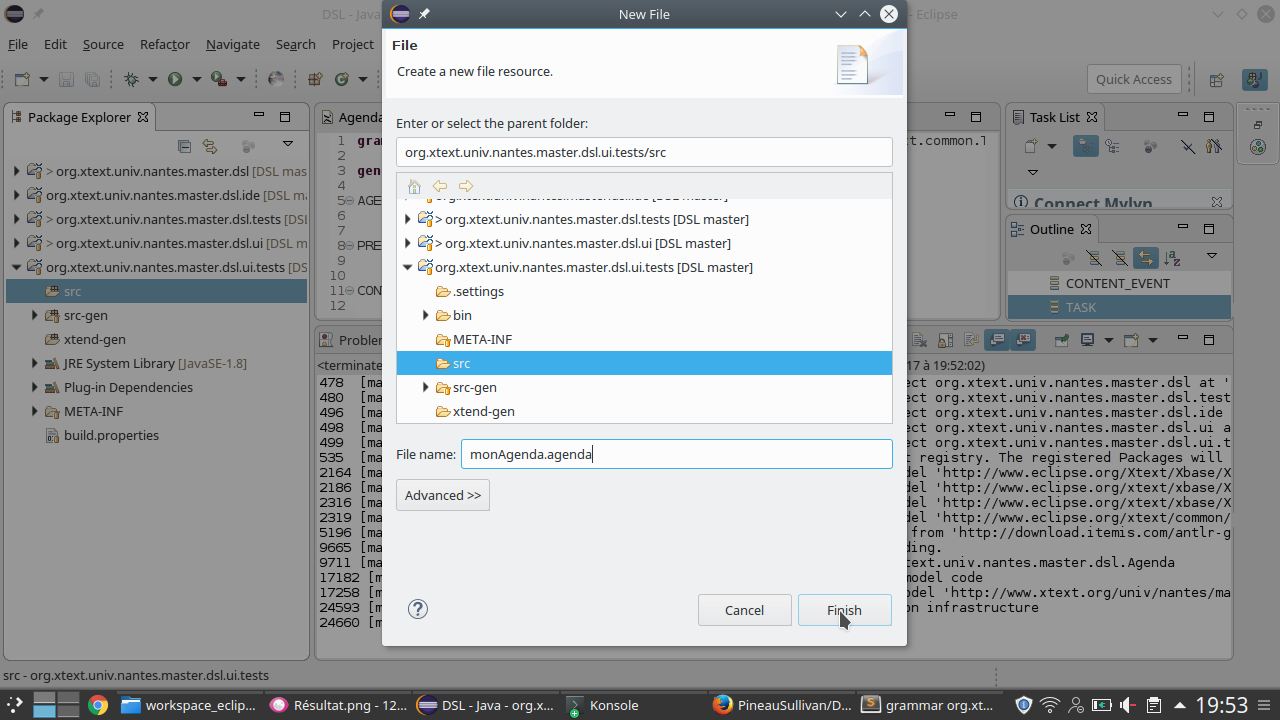 DSL - Java
New File
- Eclipse
File Edit Source Refactor Navigate Search Project
Quick Access
File
Create a new file resource.
Enter or select the parent folder:
org.xtext.univ.nantes.master.dsl.ui.tests/src
> org.xtext.univ.nantes.master.dsl.tests [DSL master]
> org.xtext.univ.nantes.master.dsl.ui [DSL master]
org.xtext.univ.nantes.master.dsl.ui.tests [DSL master]
.settings
bin
META-INF
src
src-gen
xtend-gen
File name: monAgenda.agenda
Advanced >>
Cancel Finish
Package Explorer
> org.xtext.univ.nantes.master.dsl [DSL mas
> org.xtext.univ.nantes.master.dsl.ide [DSL
> org.xtext.univ.nantes.master.dsl.tests [DSL
> org.xtext.univ.nantes.master.dsl.ui [DSL m
org.xtext.univ.nantes.master.dsl.ui.tests [DS
src
src-gen
xtend-gen
JRE System Library [JavaSE-1.8]
Plug-in Dependencies
META-INF
build.properties
Agenda
1 gra t.common.T
2
3 gen
4
5 AGE
6
7
8 PRE
9
10
11 CON
12
Task List
Connect Mylyn
Outline
CONTENT_EVENT
TASK
Problem
<terminate 17 à 19:52:02)
478 [ma ect org.xtext.univ.nantes.master.dsl at '
480 [ma ect org.xtext.univ.nantes.master.dsl.test
496 [ma ect org.xtext.univ.nantes.master.dsl.ide
498 [ma ect org.xtext.univ.nantes.master.dsl.ui a
499 [ma ect org.xtext.univ.nantes.master.dsl.ui.t
535 [ma t registry. The registered Packages will
2164 [ma del 'http://www.eclipse.org/Xtext/Xbase/X
2186 [ma del 'http://www.eclipse.org/xtext/xbase/X
2316 [ma del 'http://www.eclipse.org/xtext/xbase/X
2319 [ma del 'http://www.eclipse.org/xtext/common/
5196 [ma from 'http://download.itemis.com/antlr-g
9665 [ma ding.
9711 [ma text.univ.nantes.master.dsl.Agenda
17182 [m model code
17258 [m del 'http://www.xtext.org/univ/nantes/ma
24593 [m on infrastructure
24660 [m
src - org.xtext.univ.nantes.master.dsl.ui.tests
workspace_eclip... Résultat.png - 12... DSL - Java - org.x... Konsole PineauSullivan/D... grammar org.xt... 19:53